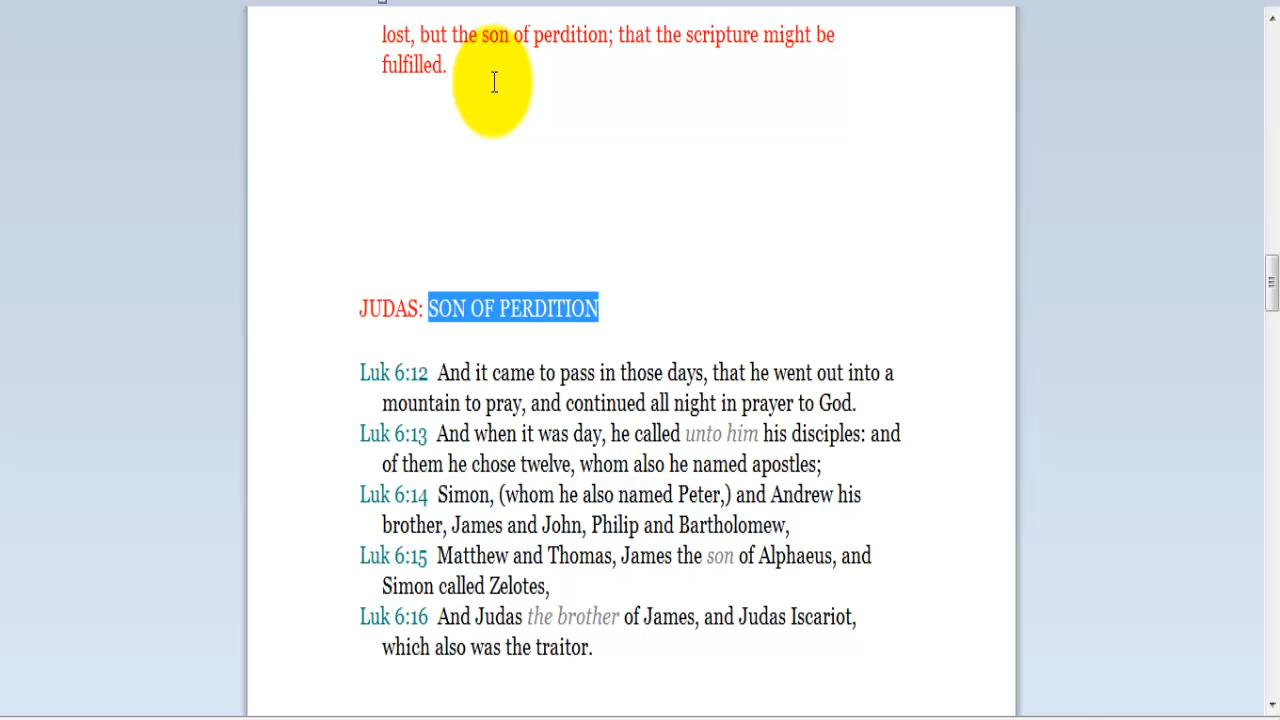 lost, but the son of perdition; that the scripture might be
fulfilled.
JUDAS: SON OF PERDITION
Luk 6:12 And it came to pass in those days, that he went out into a
mountain to pray, and continued all night in prayer to God.
Luk 6:13 And when it was day, he called unto him his disciples: and
of them he chose twelve, whom also he named apostles;
Luk 6:14 Simon, (whom he also named Peter,) and Andrew his
brother, James and John, Philip and Bartholomew,
Luk 6:15 Matthew and Thomas, James the son of Alphaeus, and
Simon called Zelotes,
Luk 6:16 And Judas the brother of James, and Judas Iscariot,
which also was the traitor.